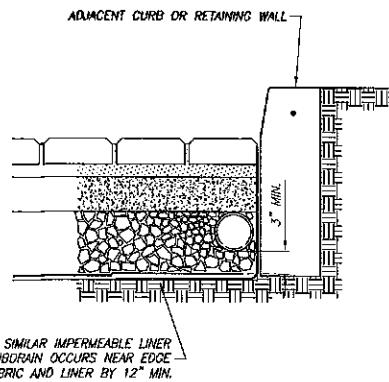 ADJACENT CURB OR RETAINING WALL
3" MIN.
SIMILAR IMPERMEABLE LINER
BDRAIN OCCURS NEAR EDGE
BRIC AND LINER BY 12" MIN.